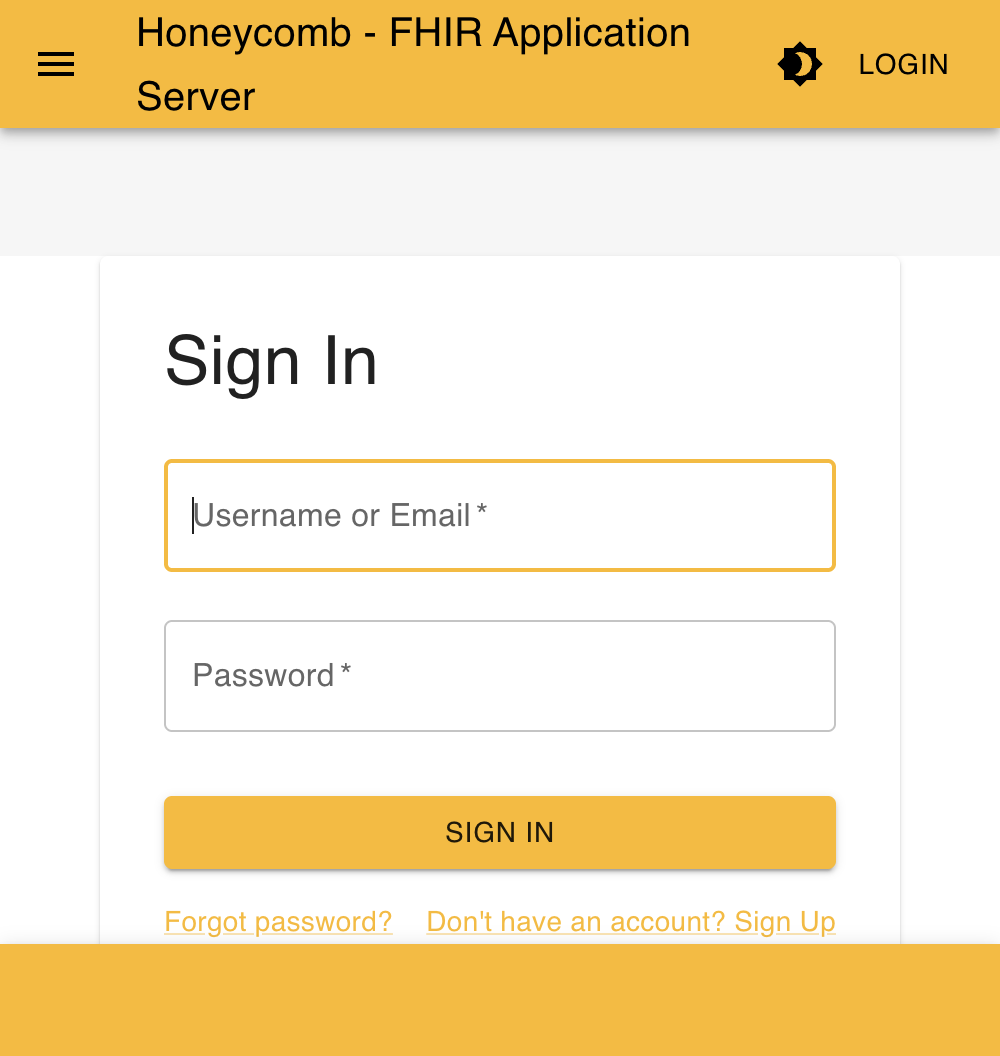 Honeycomb - FHIR Application
Server
LOGIN
Sign In
Username or Email *
Password *
SIGN IN
Forgot password? Don't have an account? Sign Up